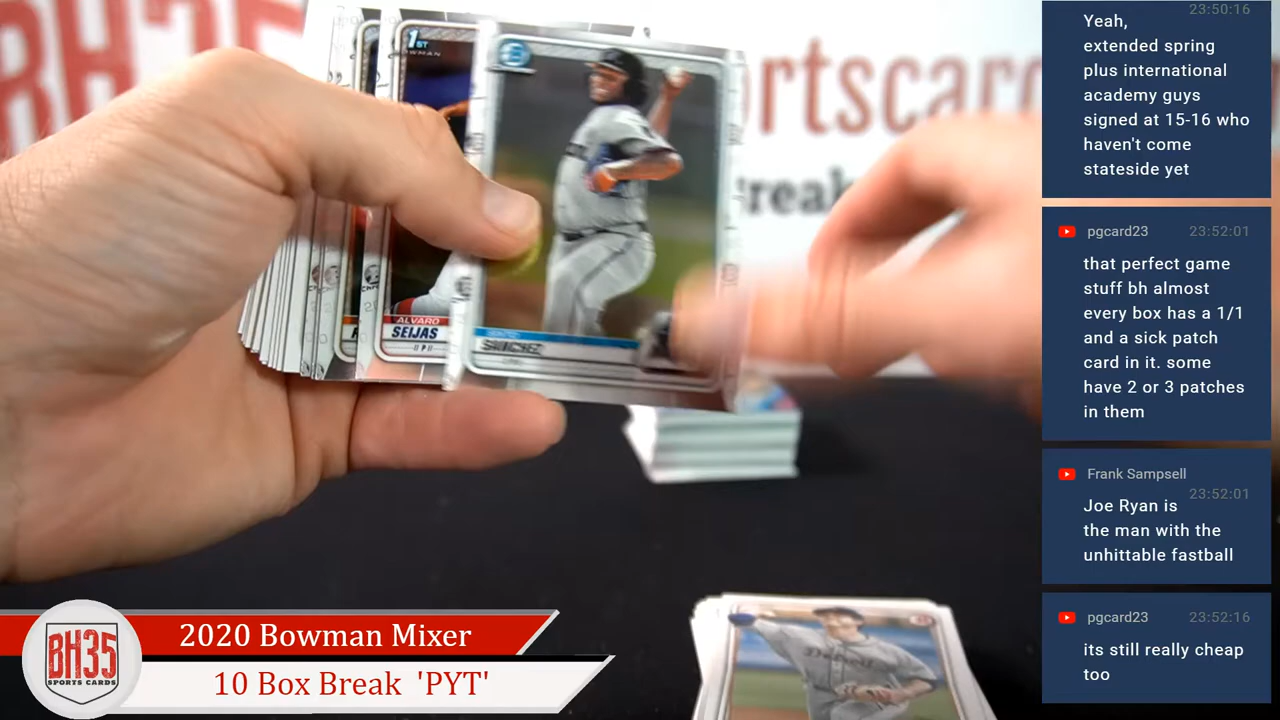 23:50:16
Yeah,
extended spring
plus international
academy guys
signed at 15-16 who
haven't come
stateside yet
pgcard23 23:52:01
that perfect game
stuff bh almost
every box has a 1/1
and a sick patch
card in it. some
have 2 or 3 patches
in them
Frank Sampsell
23:52:01
Joe Ryan is
the man with the
unhittable fastball
pgcard23 23:52:16
its still really cheap
too
1ST
BOWMAN
ALVARO
SEIJAS
P
BH35
SPORTS CARDS
2020 Bowman Mixer
10 Box Break 'PYT'